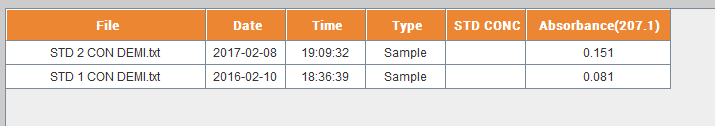 File Date Time Type STD CONC Absorbance(207.1)
STD 2 CON DEMI.txt 2017-02-08 19:09:32 Sample 0.151
STD 1 CON DEMI.txt 2016-02-10 18:36:39 Sample 0.081